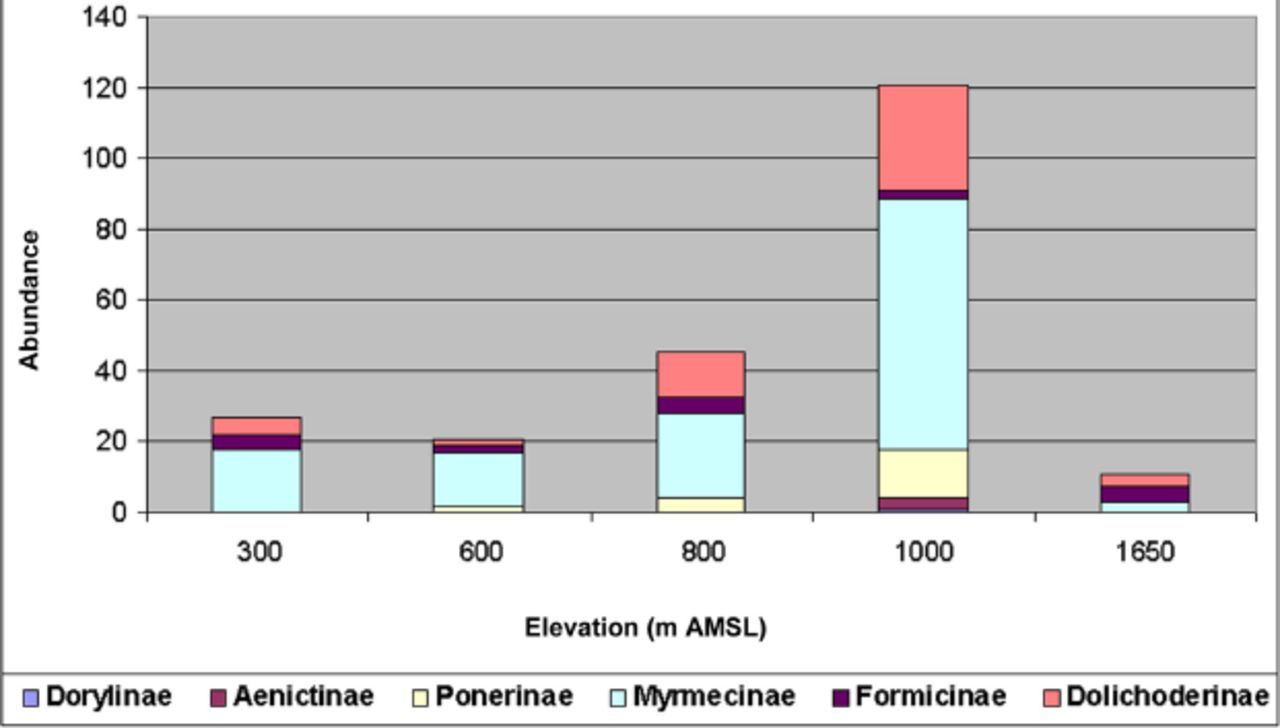 140
120
100
80
60
40
20
0
Abundance
300 600 800 1000 1650
Elevation (m AMSL)
Dorylinae Aenictinae Ponerinae Myrmecinae Formicinae Dolichoderinae